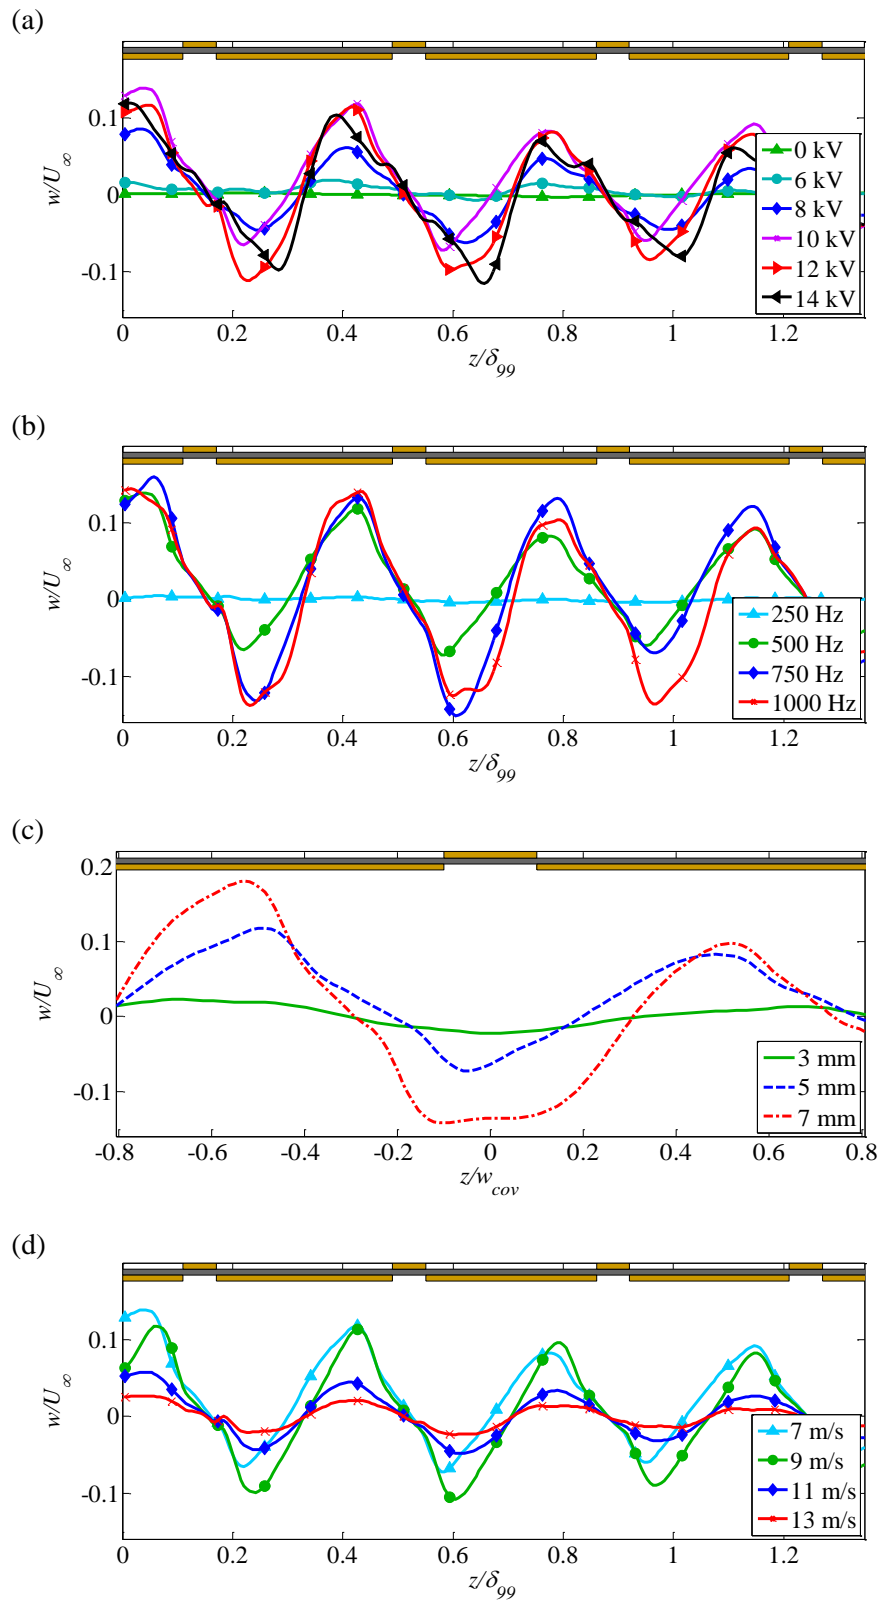 (a)
0.1
0
-0.1
w/U∞
0 kV
6 kV
8 kV
10 kV
12 kV
14 kV
0 0.2 0.4 0.6 0.8 1 1.2
z/δ99
(b)
0.1
0
-0.1
w/U∞
250 Hz
500 Hz
750 Hz
1000 Hz
0 0.2 0.4 0.6 0.8 1 1.2
z/δ99
(c)
0.2
0.1
0
-0.1
w/U∞
3 mm
5 mm
7 mm
-0.8 -0.6 -0.4 -0.2 0 0.2 0.4 0.6 0.8
z/wcov
(d)
0.1
0
-0.1
w/U∞
7 m/s
9 m/s
11 m/s
13 m/s
0 0.2 0.4 0.6 0.8 1 1.2
z/δ99